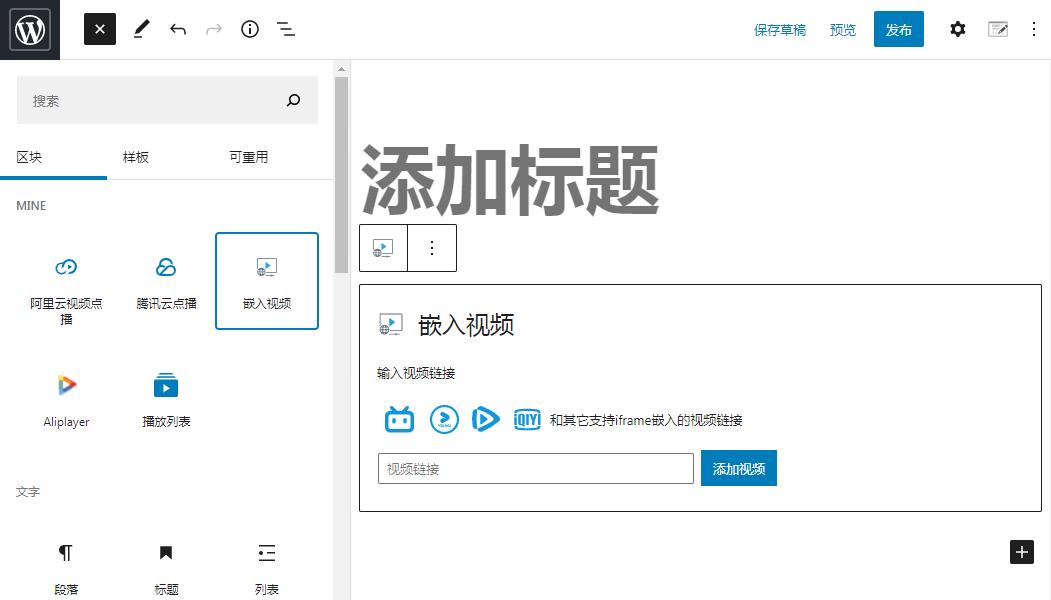 保存草稿 预览 发布
搜索
区块 样板 可重用
MINE
阿里云视频点
播
腾讯云点播
嵌入视频
Aliplayer
播放列表
文字
段落
标题
列表
添加标题
嵌入视频
输入视频链接
YOUKU iQIYI 和其它支持iframe嵌入的视频链接
视频链接 添加视频